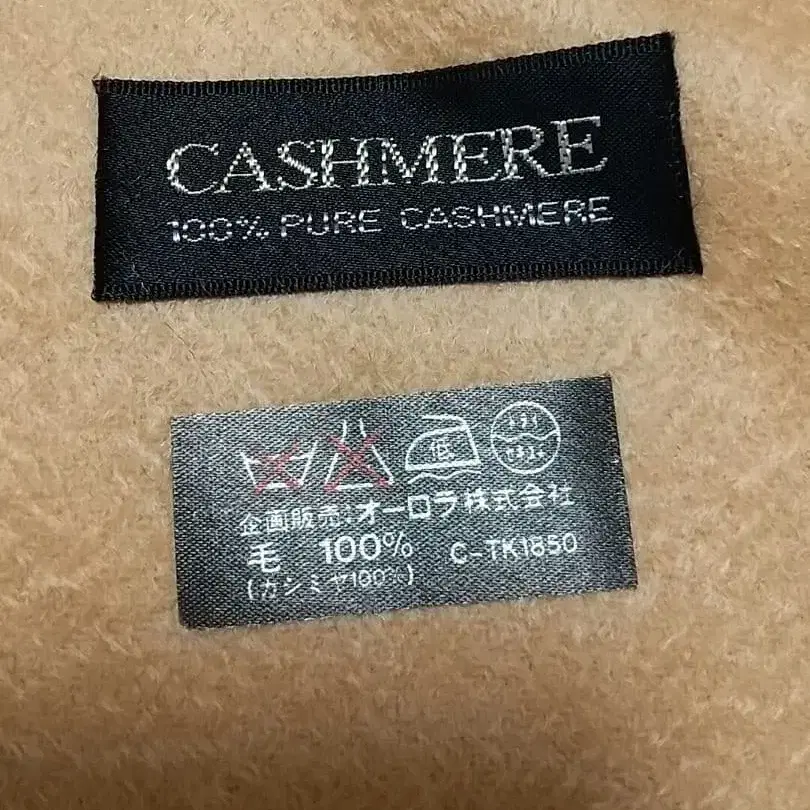 CASHMERE
100% PURE CASHMERE
低
企画販売:オーロラ株式会社
毛 100% C-TK1850
(カシミヤ100%)